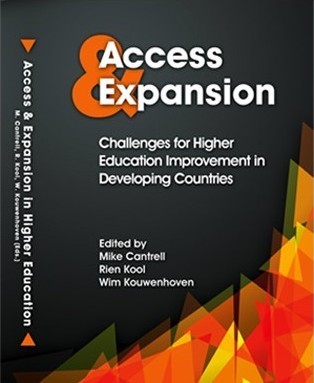 Access
&
Expansion
Challenges for Higher
Education Improvement in
Developing Countries
Edited by
Mike Cantrell
Rien Kool
Wim Kouwenhoven
Access & Expansion in Higher Education
M. Cantrell, R. Kool, W. Kouwenhoven (Eds.)